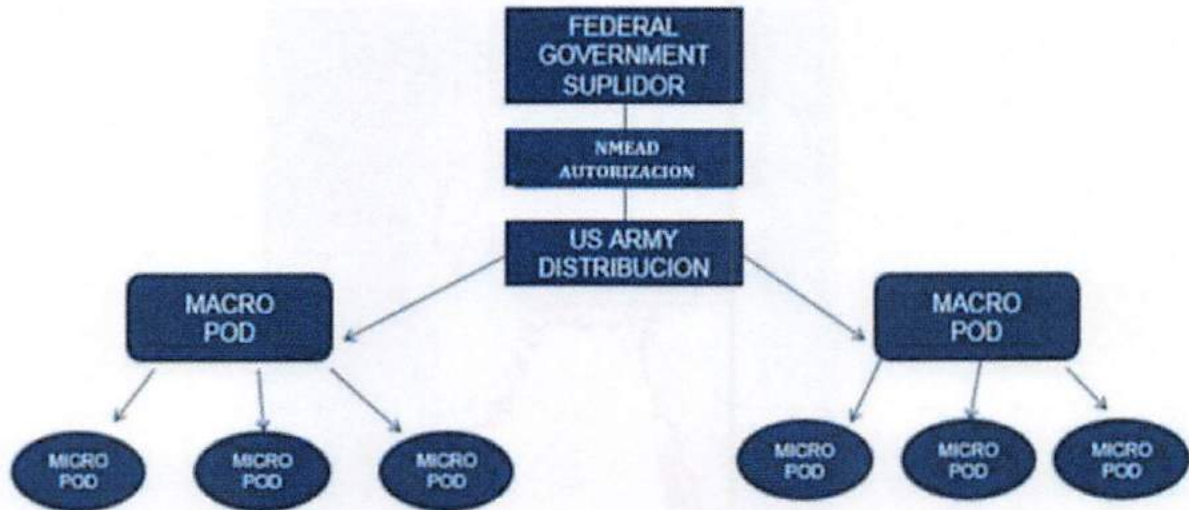 FEDERAL
GOVERNMENT
SUPLIDOR
NMEAD
AUTORIZACION
US ARMY
DISTRIBUCION
MACRO
POD
MACRO
POD
MICRO
POD
MICRO
POD
MICRO
POD
MICRO
POD
MICRO
POD
MICRO
POD